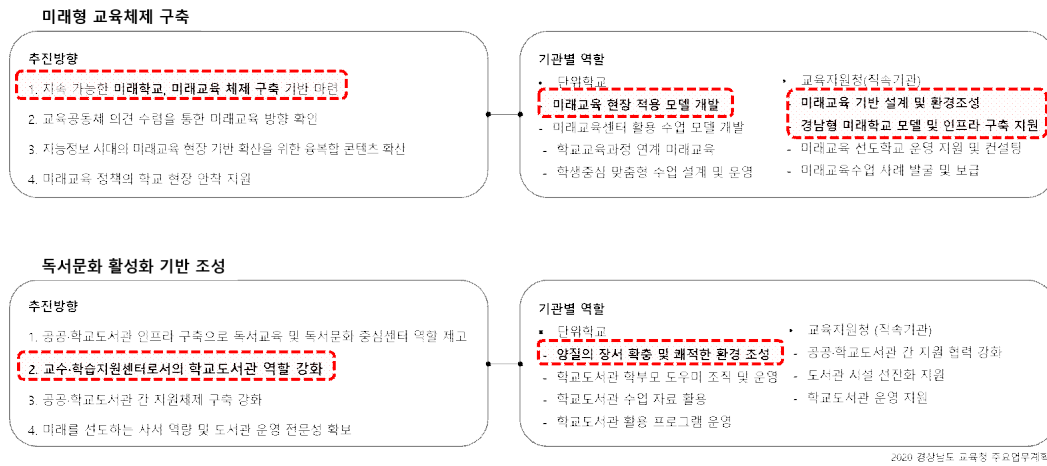 미래형 교육체제 구축
추진방향
1. 지속 가능한 미래학교, 미래교육 체제 구축 기반 마련
2. 교육공동체 의견 수렴을 통한 미래교육 방향 확인
3. 지능정보 시대의 미래교육 현장 기반 확산을 위한 융복합 콘텐츠 확산
4. 미래교육 정책의 학교 현장 안착 지원
기관별 역할
• 단위학교
미래교육 현장 적용 모델 개발
- 미래교육센터 활용 수업 모델 개발
- 학교교육과정 연계 미래교육
- 학생중심 맞춤형 수업 설계 및 운영
• 교육지원청(직속기관)
- 미래교육 기반 설계 및 환경조성
경남형 미래학교 모델 및 인프라 구축 지원
- 미래교육 선도학교 운영 지원 및 컨설팅
- 미래교육수업 사례 발굴 및 보급
독서문화 활성화 기반 조성
추진방향
1. 공공·학교도서관 인프라 구축으로 독서교육 및 독서문화 중심센터 역할 제고
2. 교수·학습지원센터로서의 학교도서관 역할 강화
3. 공공·학교도서관 간 지원체제 구축 강화
4. 미래를 선도하는 사서 역량 및 도서관 운영 전문성 확보
기관별 역할
• 단위학교
- 양질의 장서 확충 및 쾌적한 환경 조성
- 학교도서관 학부모 도우미 조직 및 운영
- 학교도서관 수업 자료 활용
- 학교도서관 활용 프로그램 운영
• 교육지원청 (직속기관)
- 공공·학교도서관 간 지원 협력 강화
- 도서관 시설 선진화 지원
- 학교도서관 운영 지원
2020 경상남도 교육청 주요업무계획